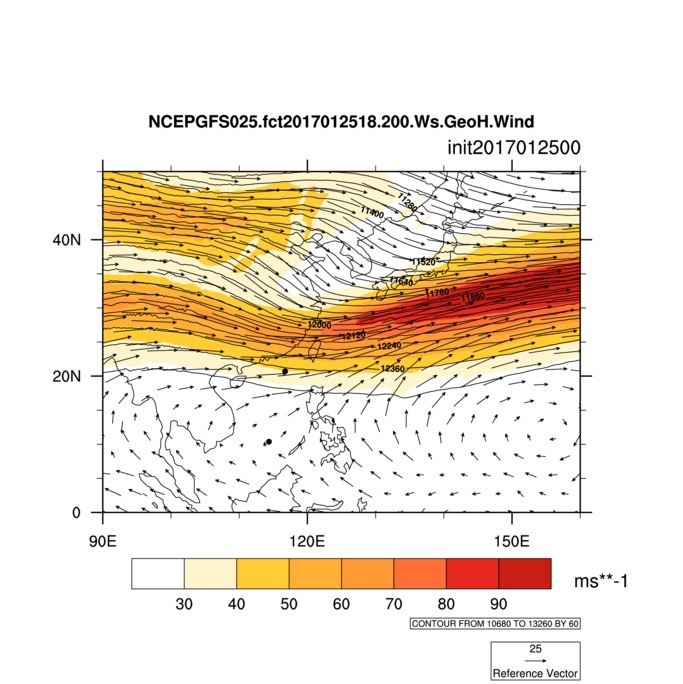 NCEPGFS025.fct2017012518.200.Ws.GeoH.Wind
init2017012500
11280
11400
40N
11520
11640
11760
11880
12000
12120
12240
12360
20N
0
90E 120E 150E
ms**-1
30 40 50 60 70 80 90
CONTOUR FROM 10680 TO 13260 BY 60
25
Reference Vector